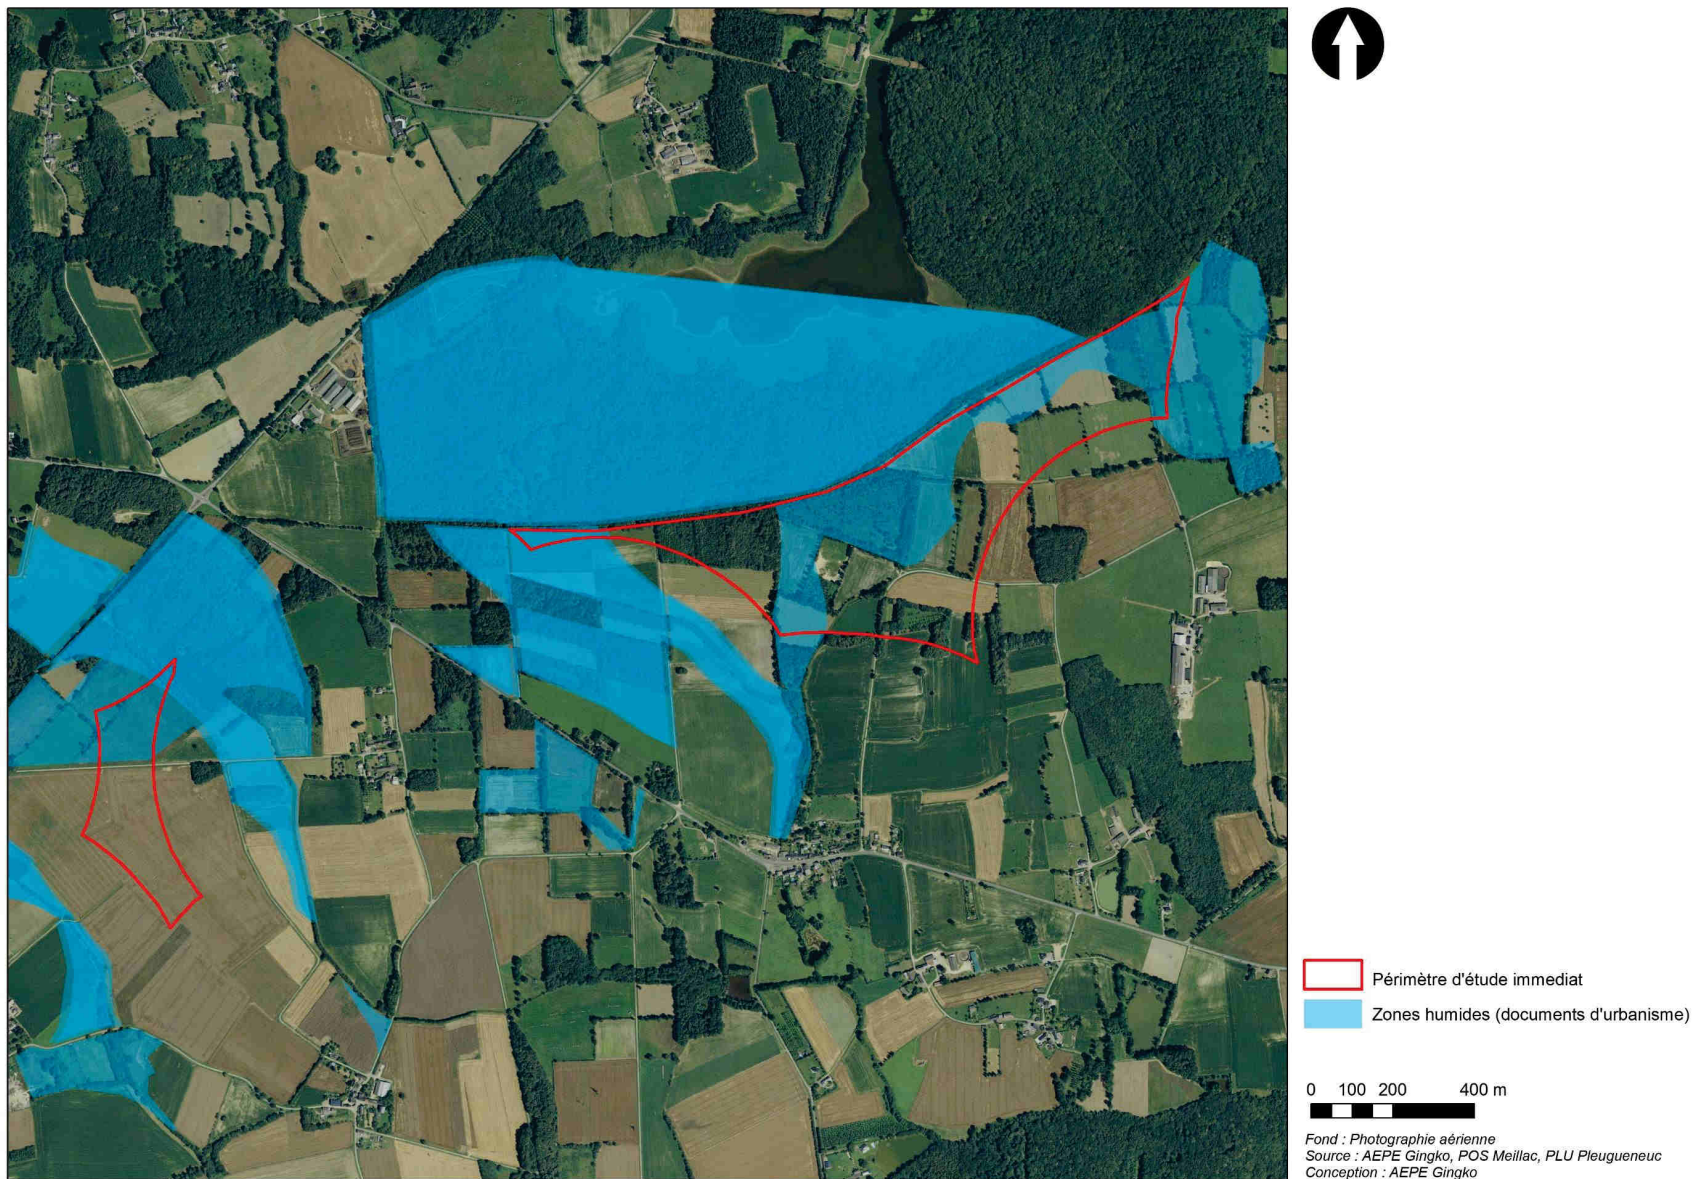 Périmètre d'étude immediat
Zones humides (documents d'urbanisme)
0 100 200 400 m
Fond : Photographie aérienne
Source : AEPE Gingko, POS Meillac, PLU Pleugueneuc
Conception : AEPE Gingko